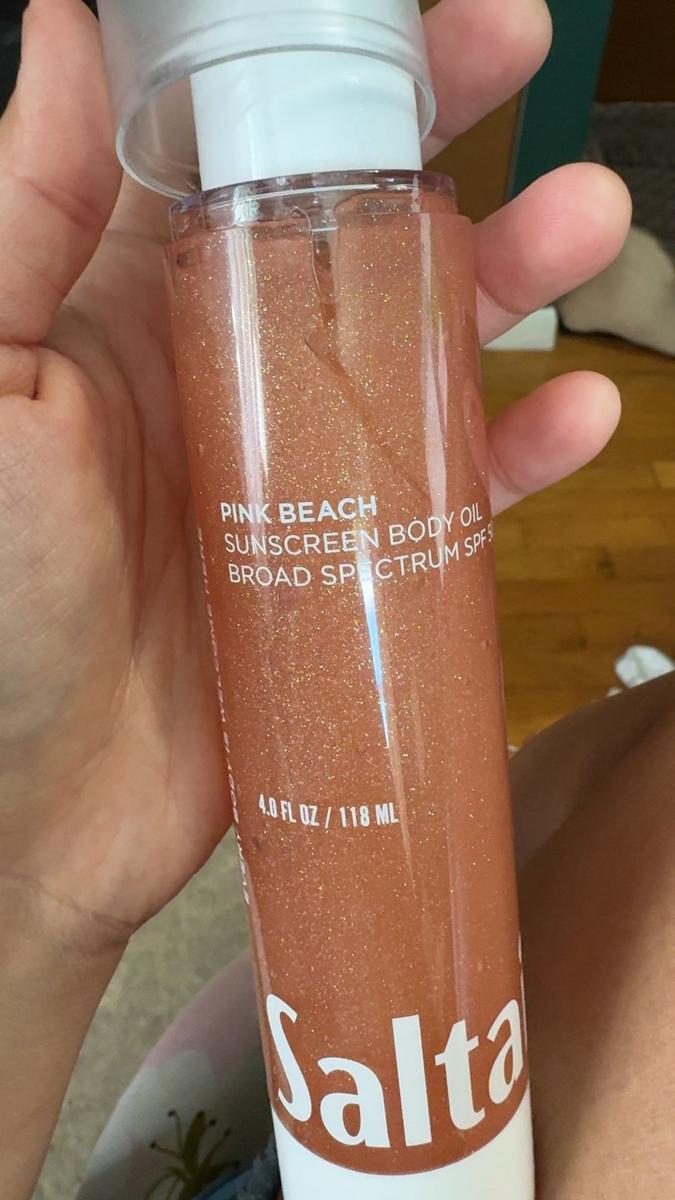 PINK BEACH
SUNSCREEN BODY OIL
BROAD SPECTRUM SPF
4.0 FL OZ / 118 ML
Salta